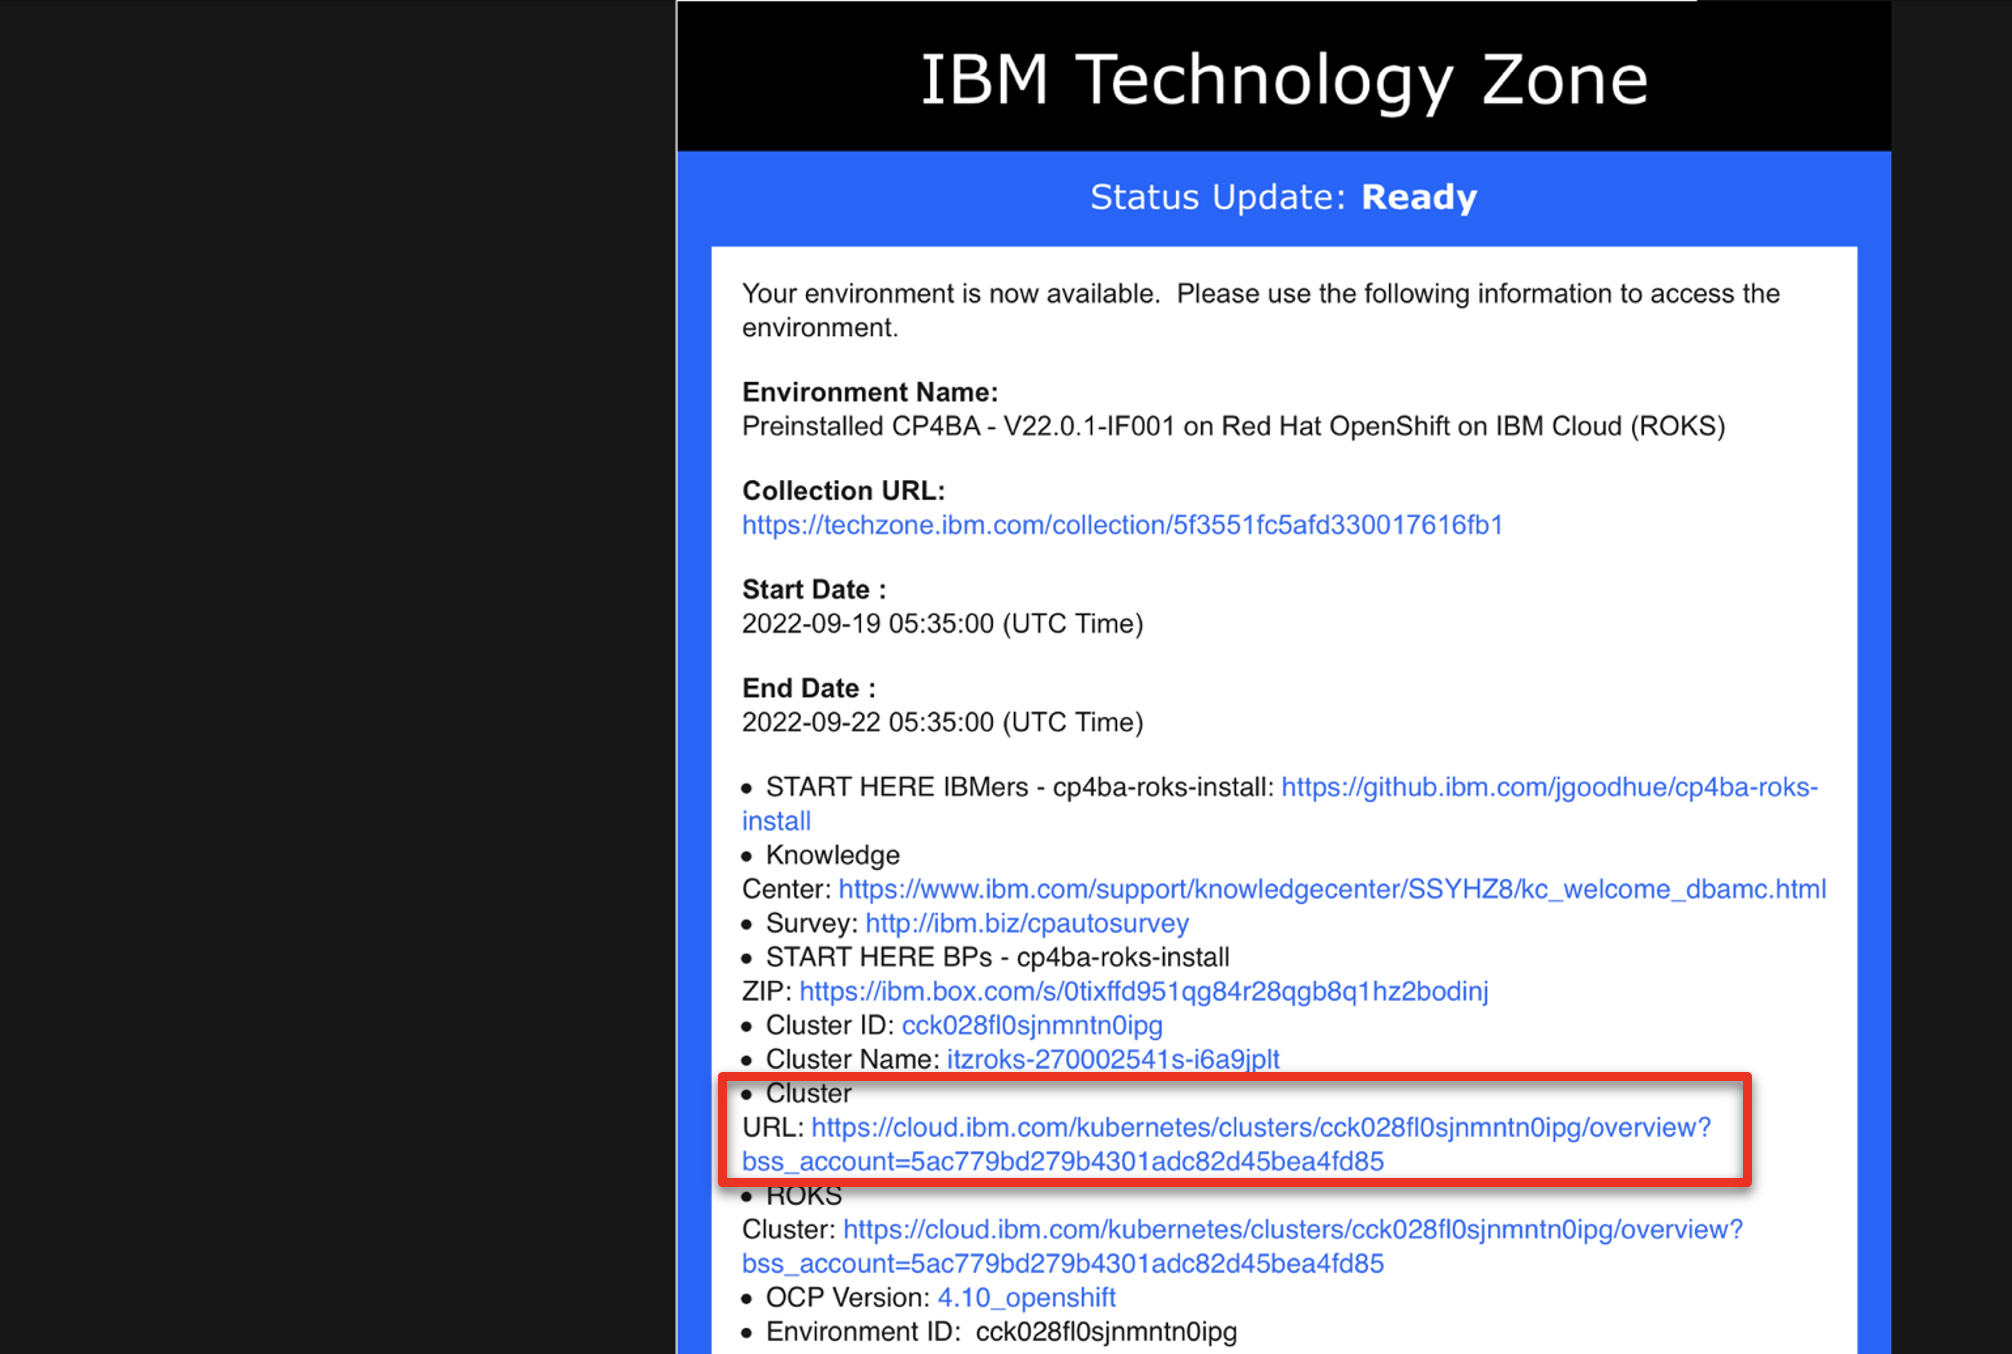 IBM Technology Zone
Status Update: Ready
Your environment is now available.  Please use the following information to access the
environment.
Environment Name:
Preinstalled CP4BA - V22.0.1-IF001 on Red Hat OpenShift on IBM Cloud (ROKS)
Collection URL:
https://techzone.ibm.com/collection/5f3551fc5afd330017616fb1
Start Date :
2022-09-19 05:35:00 (UTC Time)
End Date :
2022-09-22 05:35:00 (UTC Time)
• START HERE IBMers - cp4ba-roks-install: https://github.ibm.com/jgoodhue/cp4ba-roks-
install
• Knowledge
Center: https://www.ibm.com/support/knowledgecenter/SSYHZ8/kc_welcome_dbamc.html
• Survey: http://ibm.biz/cpautosurvey
• START HERE BPs - cp4ba-roks-install
ZIP: https://ibm.box.com/s/0tixffd951qg84r28qgb8q1hz2bodinj
• Cluster ID: cck028fl0sjnmntn0ipg
• Cluster Name: itzroks-270002541s-i6a9jplt
• Cluster
URL: https://cloud.ibm.com/kubernetes/clusters/cck028fl0sjnmntn0ipg/overview?
bss_account=5ac779bd279b4301adc82d45bea4fd85
• ROKS
Cluster: https://cloud.ibm.com/kubernetes/clusters/cck028fl0sjnmntn0ipg/overview?
bss_account=5ac779bd279b4301adc82d45bea4fd85
• OCP Version: 4.10_openshift
• Environment ID:  cck028fl0sjnmntn0ipg